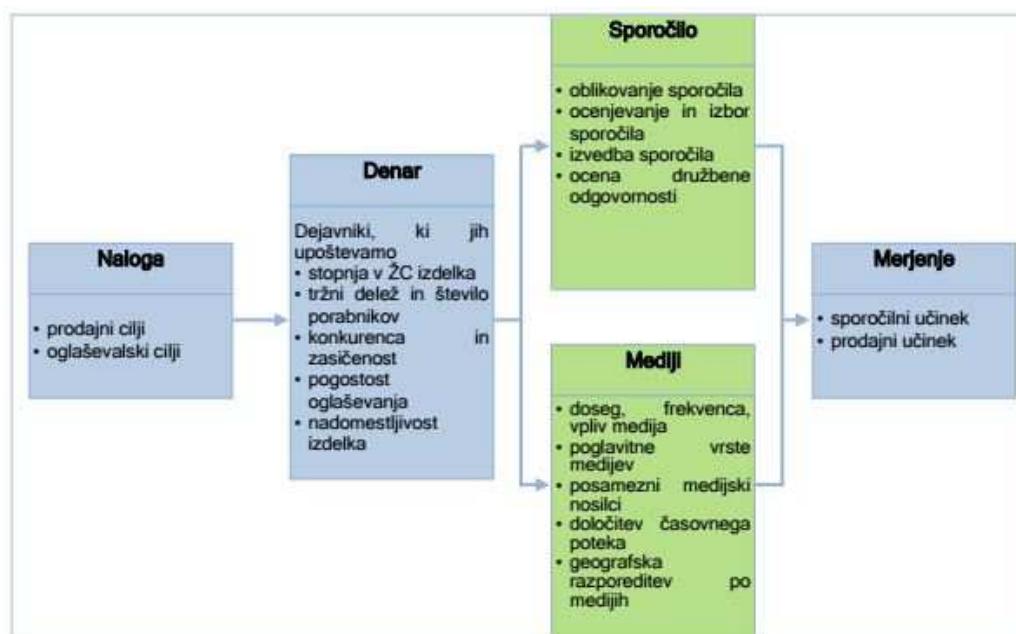 Naloga
• prodajni cilji
• oglaševalski cilji
Denar
Dejavniki, ki jih
upoštevamo
• stopnja v ŽC izdelka
• tržni delež in število
porabnikov
• konkurenca in
zasičenost
• pogostost
oglaševanja
• nadomestljivost
izdelka
Sporočilo
• oblikovanje sporočila
• ocenjevanje in izbor
sporočila
• izvedba sporočila
• ocena družbene
odgovornosti
Mediji
• doseg, frekvenca,
vpliv medija
• poglavitne vrste
medijev
• posamezni medijski
nosilci
• določitev časovnega
poteka
• geografska
razporeditev po
medijih
Merjenje
• sporočilni učinek
• prodajni učinek